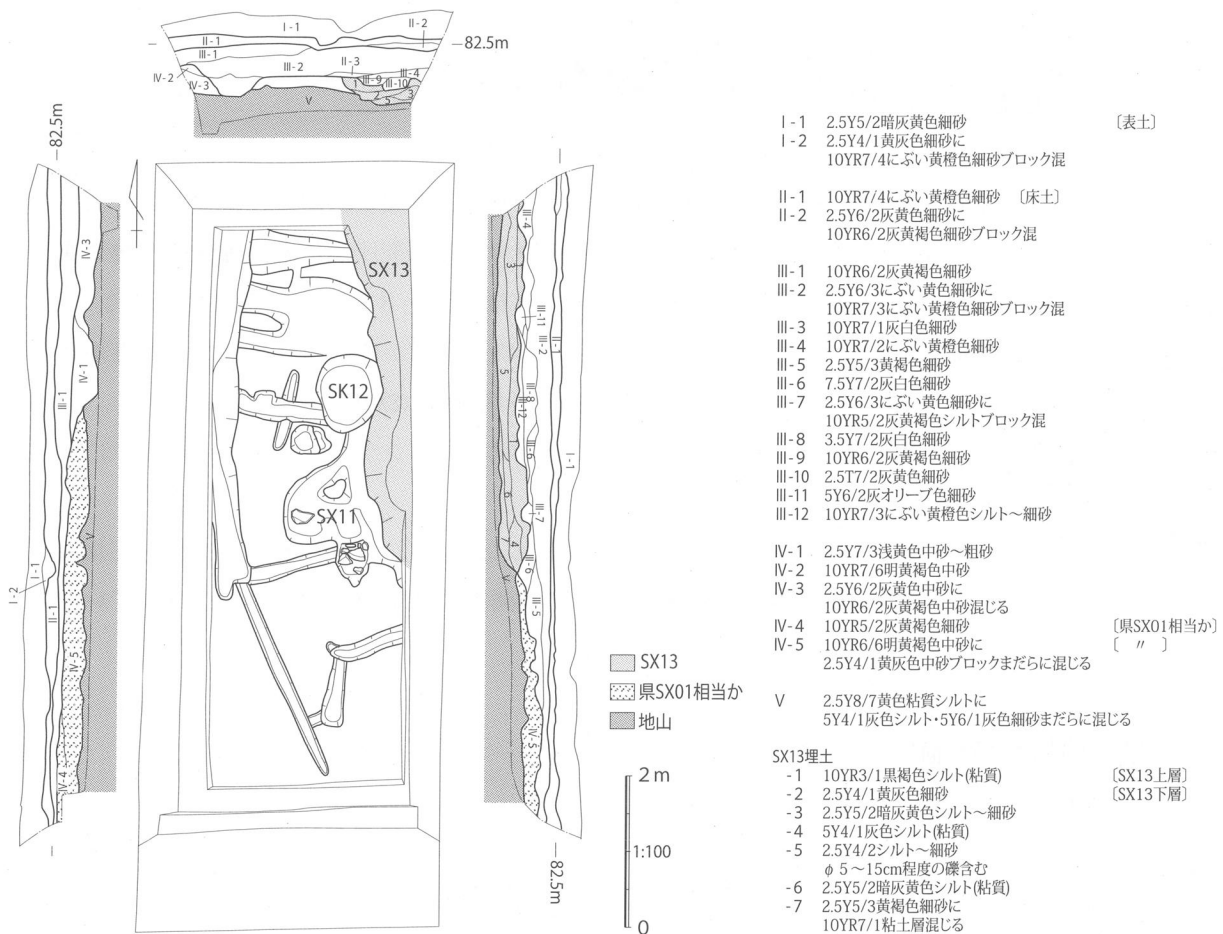 I-1
II-2
II-1
82.5m
III-1
II-3
III-4
III-2
III-9
IV-2
III-10
IV-3
1
2
3
5
V
82.5m
IV-3
IV-1
III-1
V
I-1
I-2
II-1
IV-5
IV-4
SX13
SK12
SX11
III-4
3
III-11
III-2
II-1
5
III-8
III-12
III-6
I-1
6
III-7
7
4
V
III-6
III-5
IV-5
82.5m
SX13
県SX01相当か
地山
2 m
1:100
0
I-1 2.5Y5/2暗灰黄色細砂 〔表土〕
I-2 2.5Y4/1黄灰色細砂に
10YR7/4にぶい黄橙色細砂ブロック混
II-1 10YR7/4にぶい黄橙色細砂 〔床土〕
II-2 2.5Y6/2灰黄色細砂に
10YR6/2灰黄褐色細砂ブロック混
III-1 10YR6/2灰黄褐色細砂
III-2 2.5Y6/3にぶい黄色細砂に
10YR7/3にぶい黄橙色細砂ブロック混
III-3 10YR7/1灰白色細砂
III-4 10YR7/2にぶい黄橙色細砂
III-5 2.5Y5/3黄褐色細砂
III-6 7.5Y7/2灰白色細砂
III-7 2.5Y6/3にぶい黄色細砂に
10YR5/2灰黄褐色シルトブロック混
III-8 3.5Y7/2灰白色細砂
III-9 10YR6/2灰黄褐色細砂
III-10 2.5T7/2灰黄色細砂
III-11 5Y6/2灰オリーブ色細砂
III-12 10YR7/3にぶい黄橙色シルト～細砂
IV-1 2.5Y7/3浅黄色中砂～粗砂
IV-2 10YR7/6明黄褐色中砂
IV-3 2.5Y6/2灰黄色中砂に
10YR6/2灰黄褐色中砂混じる
IV-4 10YR5/2灰黄褐色細砂 〔県SX01相当か〕
IV-5 10YR6/6明黄褐色中砂に 〔 〃 〕
2.5Y4/1黄灰色中砂ブロックまだらに混じる
V 2.5Y8/7黄色粘質シルトに
5Y4/1灰色シルト・5Y6/1灰色細砂まだらに混じる
SX13埋土
-1 10YR3/1黒褐色シルト(粘質) 〔SX13上層〕
-2 2.5Y4/1黄灰色細砂 〔SX13下層〕
-3 2.5Y5/2暗灰黄色シルト～細砂
-4 5Y4/1灰色シルト(粘質)
-5 2.5Y4/2シルト～細砂
φ5～15cm程度の礫含む
-6 2.5Y5/2暗灰黄色シルト(粘質)
-7 2.5Y5/3黄褐色細砂に
10YR7/1粘土層混じる